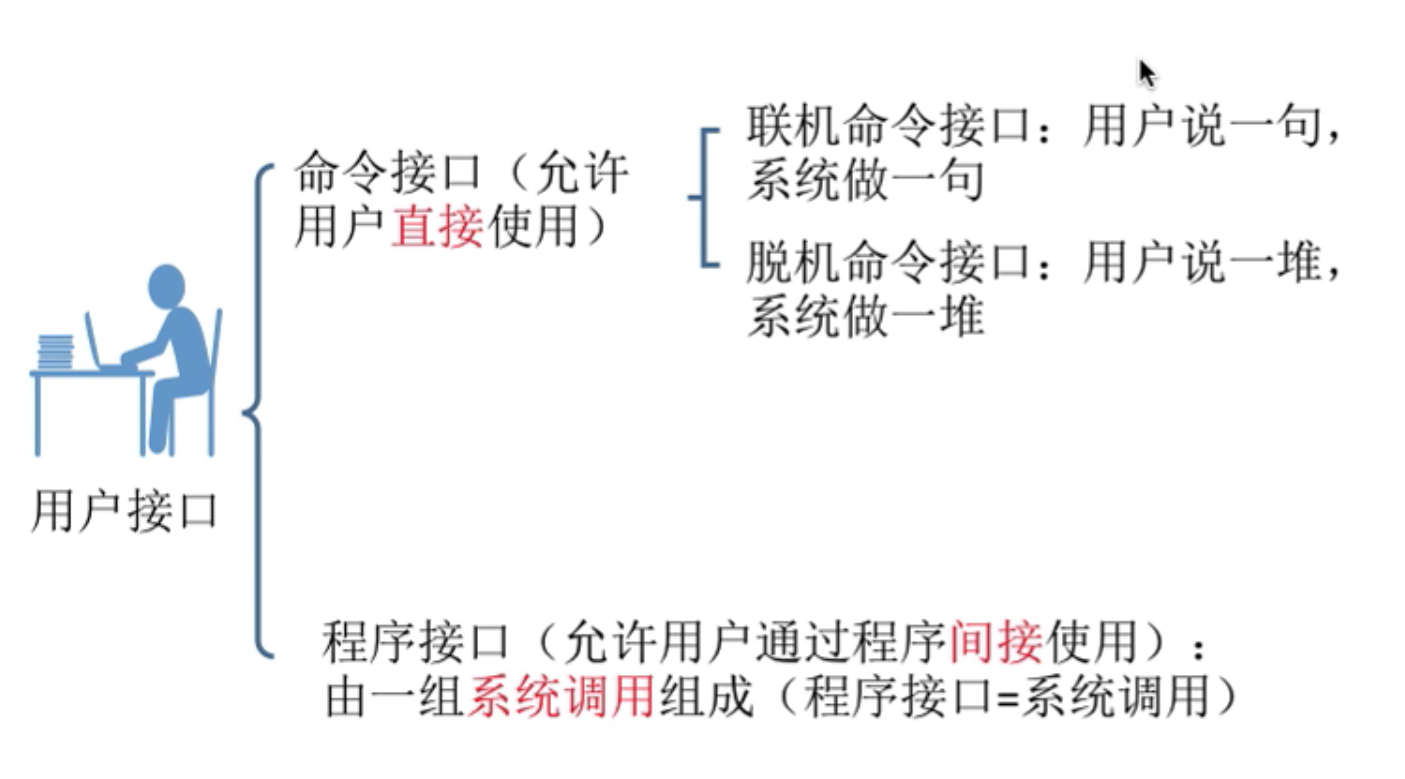 命令接口（允许
用户直接使用）
联机命令接口：用户说一句，
系统做一句
脱机命令接口：用户说一堆，
系统做一堆
用户接口
程序接口（允许用户通过程序间接使用）：
由一组系统调用组成（程序接口=系统调用）